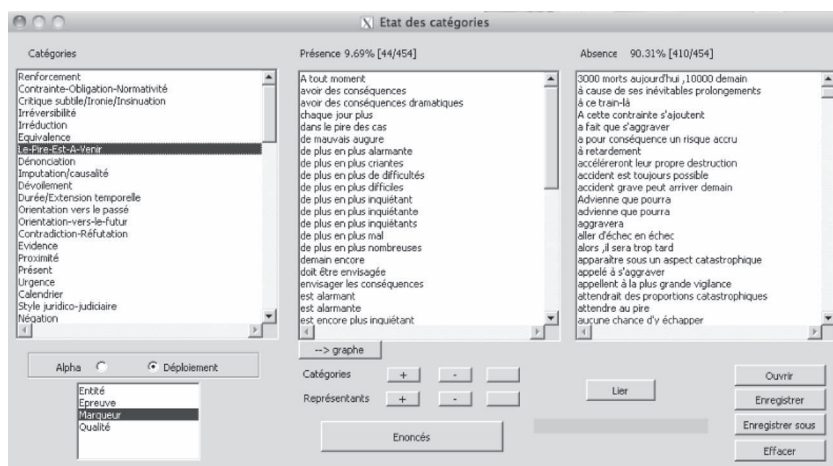 Etat des catégories
Catégories
Présence 9.69% [44/454]
Absence 90.31% [410/454]
Renforcement
Contrainte-Obligation-Normativité
Critique subtile/Ironie/Insinuation
Irréversibilité
Irréduction
Equivalence
Le-Pire-Est-A-Venir
Dénonciation
Imputation/causalité
Dévoilement
Durée/Extension temporelle
Orientation vers le passé
Orientation-vers-le-futur
Contradiction-Réfutation
Evidence
Proximité
Présent
Urgence
Calendrier
Style juridico-judiciaire
Négation
A tout moment
avoir des conséquences
avoir des conséquences dramatiques
chaque jour plus
dans le pire des cas
de mauvais augure
de plus en plus alarmante
de plus en plus criantes
de plus en plus de difficultés
de plus en plus difficiles
de plus en plus inquiétant
de plus en plus inquiétante
de plus en plus inquiétants
de plus en plus mal
de plus en plus nombreuses
demain encore
doit être envisagée
envisager les conséquences
est alarmant
est alarmante
est encore plus inquiétant
3000 morts aujourd'hui ,10000 demain
à cause de ses inévitables prolongements
à ce train-là
A cette contrainte s'ajoutent
a fait que s'aggraver
a pour conséquence un risque accru
à retardement
accéléreront leur propre destruction
accident est toujours possible
accident grave peut arriver demain
Advienne que pourra
advienne que pourra
aggravera
aller d'échec en échec
alors ,il sera trop tard
apparaître sous un aspect catastrophique
appelé à s'aggraver
appellent à la plus grande vigilance
attendrait des proportions catastrophiques
attendre au pire
aucune chance d'y échapper
--> graphe
Alpha
Déploiement
Entité
Epreuve
Marqueur
Qualité
Catégories + -
Représentants + -
Enoncés
Lier
Ouvrir
Enregistrer
Enregistrer sous
Effacer